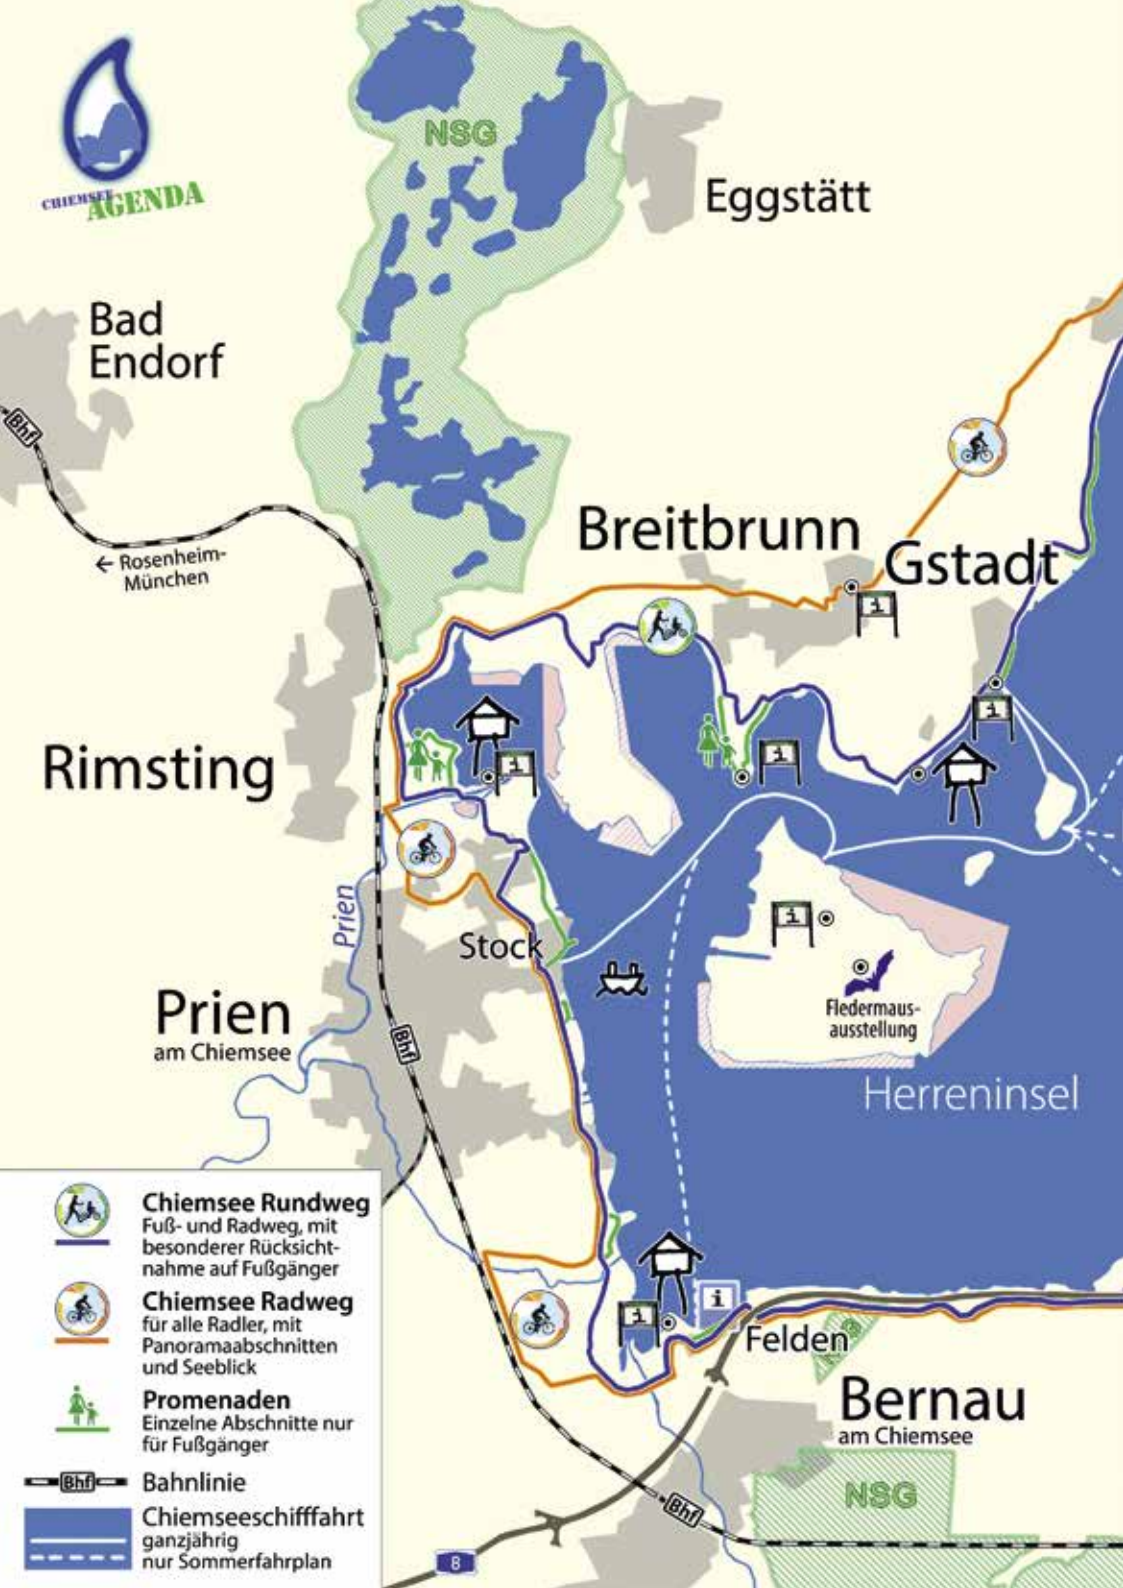 CHIEMSEE
AGENDA
NSG
Eggstätt
Bad
Endorf
Bhf
← Rosenheim-
München
Breitbrunn
Gstadt
i
i
i
i
Rimsting
Prien
Stock
i
Fledermaus-
ausstellung
Prien
am Chiemsee
Bhf
Herreninsel
i
i
Felden
Bernau
am Chiemsee
NSG
Bhf
8
Chiemsee Rundweg
Fuß- und Radweg, mit
besonderer Rücksicht-
nahme auf Fußgänger
Chiemsee Radweg
für alle Radler, mit
Panoramaabschnitten
und Seeblick
Promenaden
Einzelne Abschnitte nur
für Fußgänger
Bhf
Bahnlinie
Chiemseeschifffahrt
ganzjährig
nur Sommerfahrplan